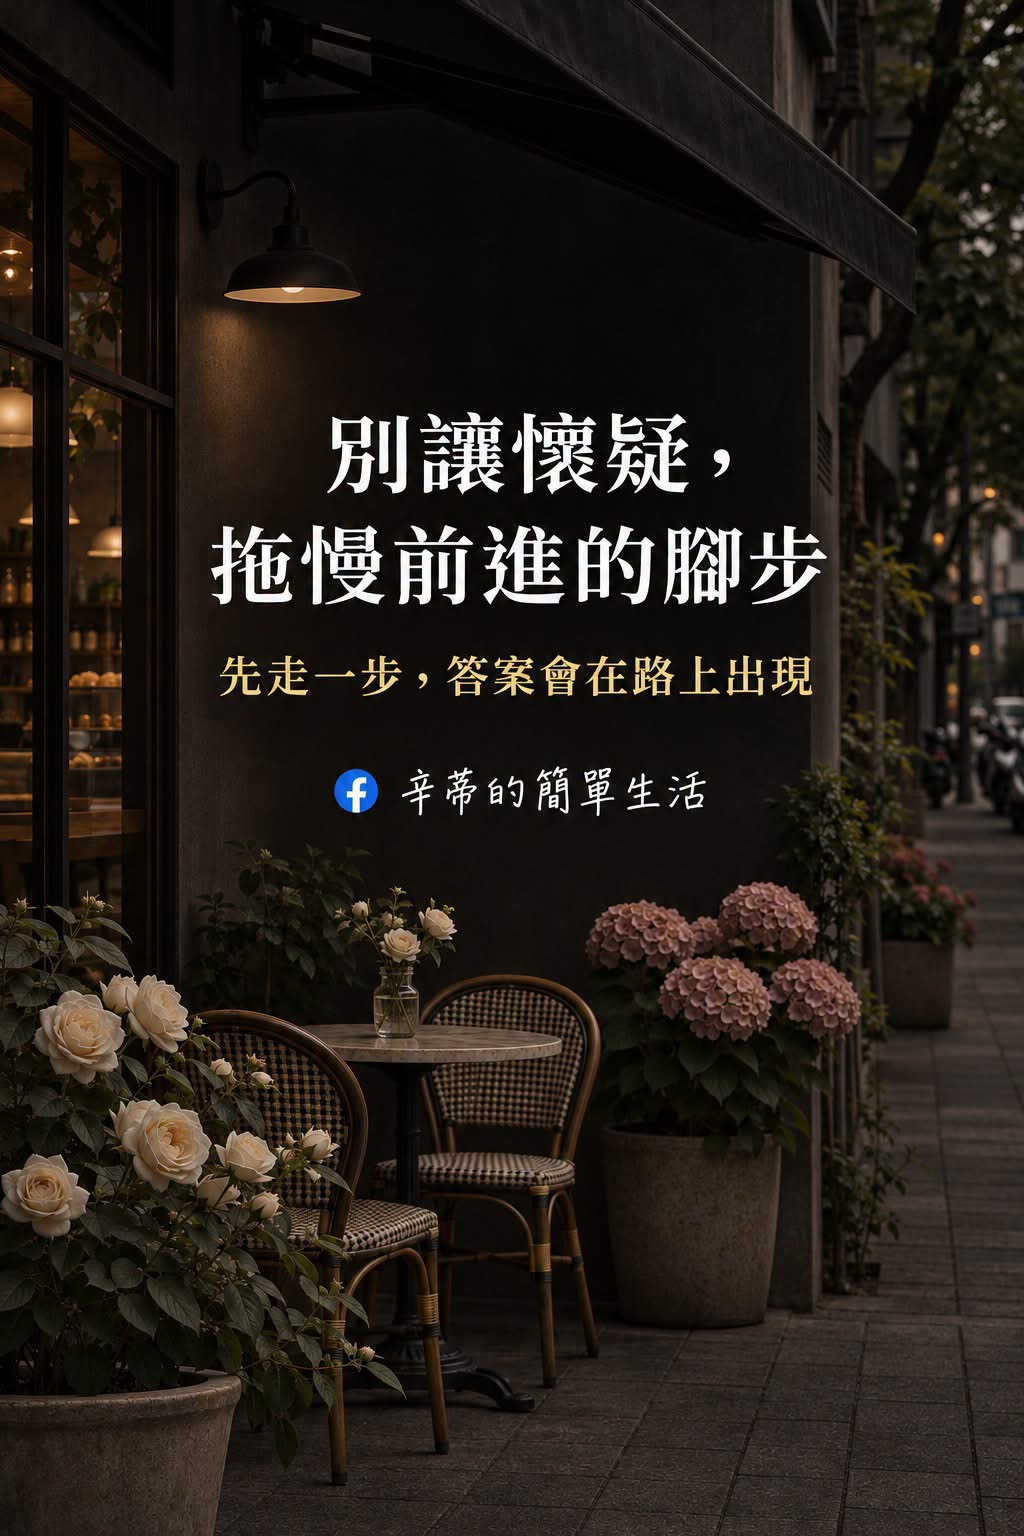 別讓懷疑，
拖慢前進的腳步
先走一步，答案會在路上出現
辛蒂的簡單生活